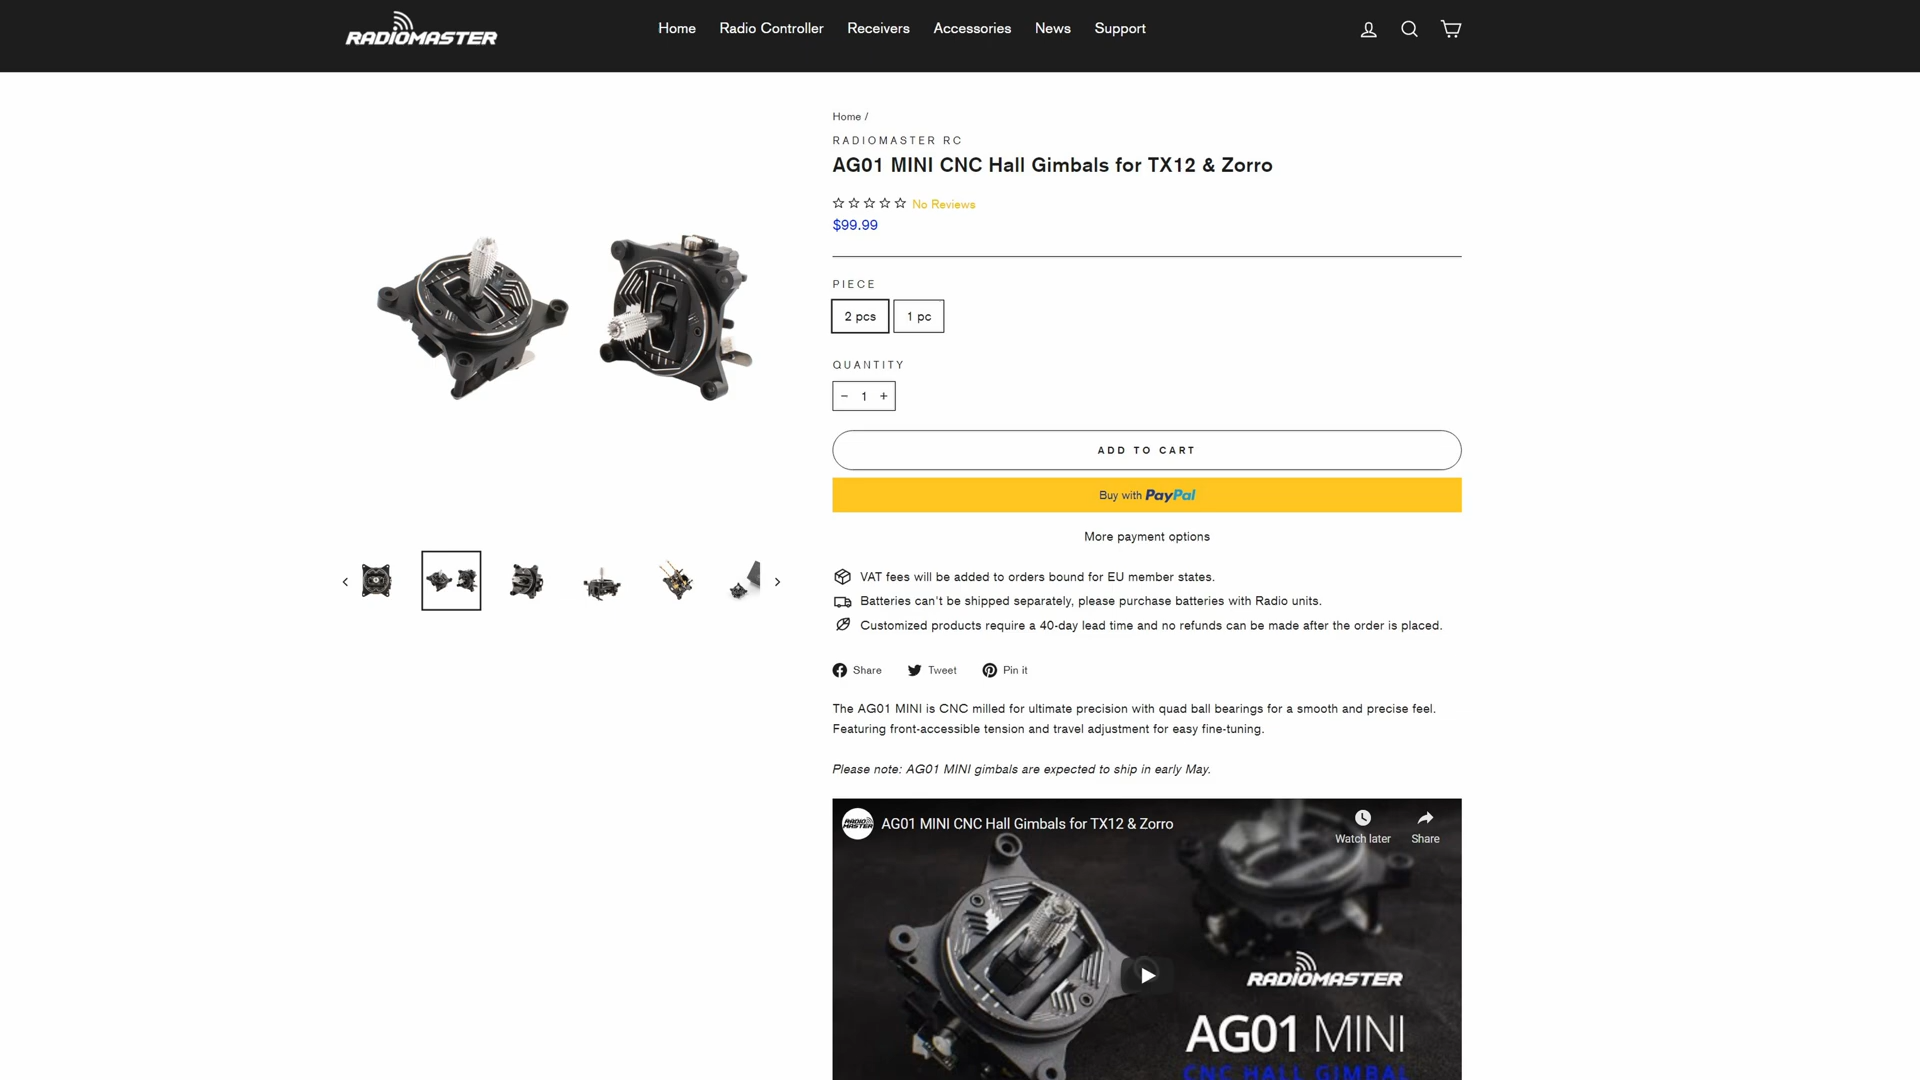 RADIOMASTER
Home Radio Controller Receivers Accessories News Support
Home /
RADIOMASTER RC
AG01 MINI CNC Hall Gimbals for TX12 & Zorro
No Reviews
$99.99
PIECE
2 pcs 1 pc
QUANTITY
− 1 +
ADD TO CART
Buy with PayPal
More payment options
VAT fees will be added to orders bound for EU member states.
Batteries can't be shipped separately, please purchase batteries with Radio units.
Customized products require a 40-day lead time and no refunds can be made after the order is placed.
Share Tweet Pin it
The AG01 MINI is CNC milled for ultimate precision with quad ball bearings for a smooth and precise feel.
Featuring front-accessible tension and travel adjustment for easy fine-tuning.
Please note: AG01 MINI gimbals are expected to ship in early May.
RADIO MASTER AG01 MINI CNC Hall Gimbals for TX12 & Zorro
Watch later Share
RADIOMASTER
AG01 MINI
CNC HALL GIMBAL